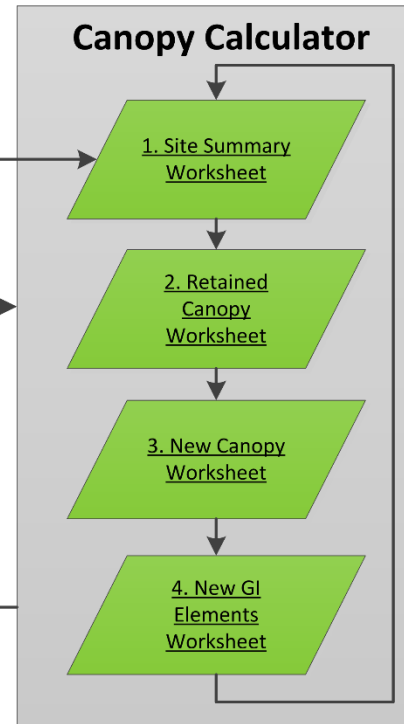 Canopy Calculator
1. Site Summary
Worksheet
2. Retained
Canopy
Worksheet
3. New Canopy
Worksheet
4. New GI
Elements
Worksheet